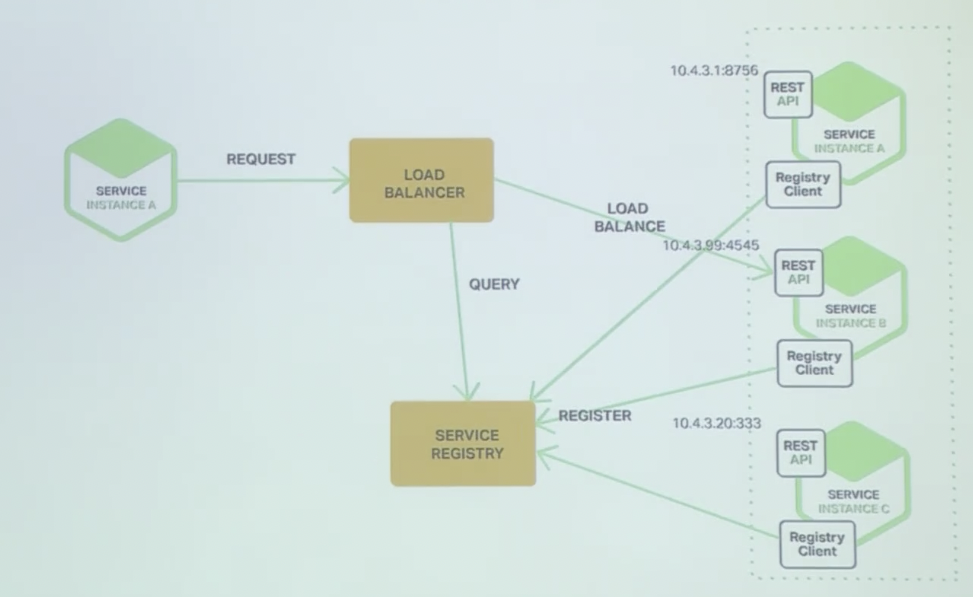 SERVICE
INSTANCE A
REQUEST
LOAD
BALANCER
QUERY
SERVICE
REGISTRY
LOAD
BALANCE
REGISTER
10.4.3.1:8756
REST
API
SERVICE
INSTANCE A
Registry
Client
10.4.3.99:4545
REST
API
SERVICE
INSTANCE B
Registry
Client
10.4.3.20:333
REST
API
SERVICE
INSTANCE C
Registry
Client